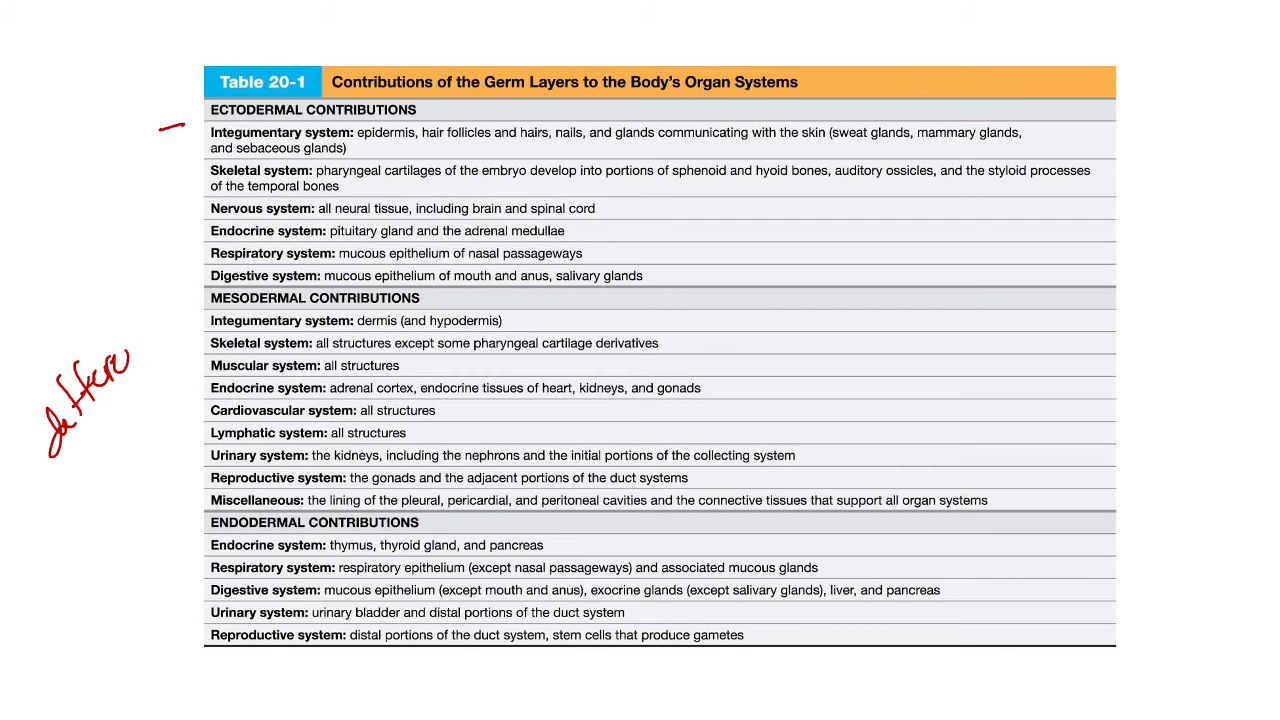 Table 20-1 Contributions of the Germ Layers to the Body's Organ Systems
ECTODERMAL CONTRIBUTIONS
Integumentary system: epidermis, hair follicles and hairs, nails, and glands communicating with the skin (sweat glands, mammary glands,
and sebaceous glands)
Skeletal system: pharyngeal cartilages of the embryo develop into portions of sphenoid and hyoid bones, auditory ossicles, and the styloid processes
of the temporal bones
Nervous system: all neural tissue, including brain and spinal cord
Endocrine system: pituitary gland and the adrenal medullae
Respiratory system: mucous epithelium of nasal passageways
Digestive system: mucous epithelium of mouth and anus, salivary glands
MESODERMAL CONTRIBUTIONS
Integumentary system: dermis (and hypodermis)
Skeletal system: all structures except some pharyngeal cartilage derivatives
Muscular system: all structures
Endocrine system: adrenal cortex, endocrine tissues of heart, kidneys, and gonads
Cardiovascular system: all structures
Lymphatic system: all structures
Urinary system: the kidneys, including the nephrons and the initial portions of the collecting system
Reproductive system: the gonads and the adjacent portions of the duct systems
Miscellaneous: the lining of the pleural, pericardial, and peritoneal cavities and the connective tissues that support all organ systems
ENDODERMAL CONTRIBUTIONS
Endocrine system: thymus, thyroid gland, and pancreas
Respiratory system: respiratory epithelium (except nasal passageways) and associated mucous glands
Digestive system: mucous epithelium (except mouth and anus), exocrine glands (except salivary glands), liver, and pancreas
Urinary system: urinary bladder and distal portions of the duct system
Reproductive system: distal portions of the duct system, stem cells that produce gametes